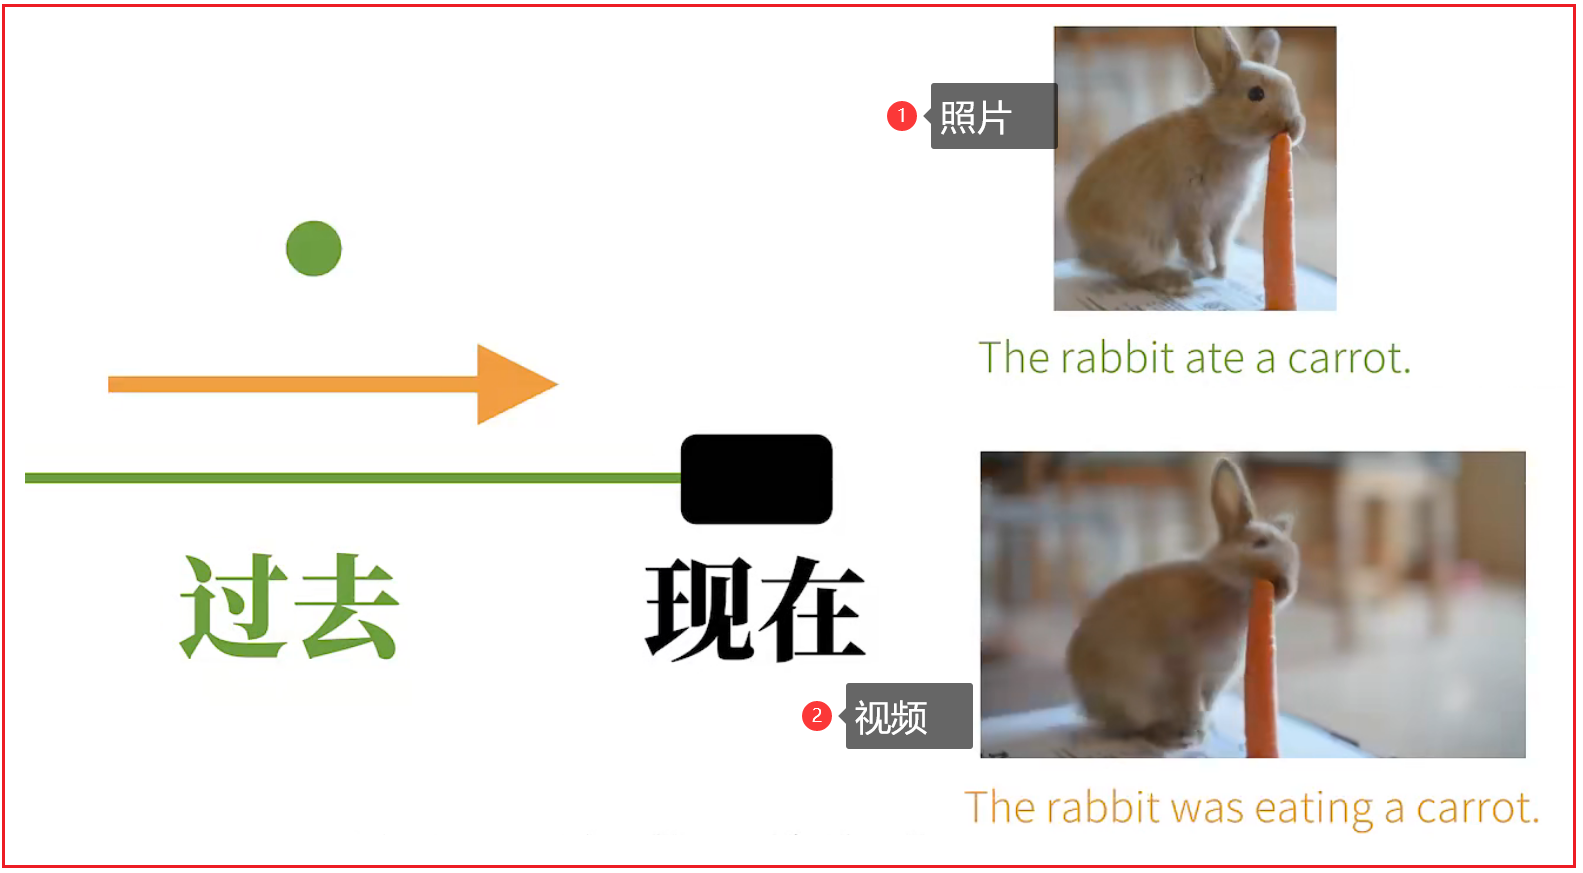 1 照片
The rabbit ate a carrot.
过去
现在
2 视频
The rabbit was eating a carrot.